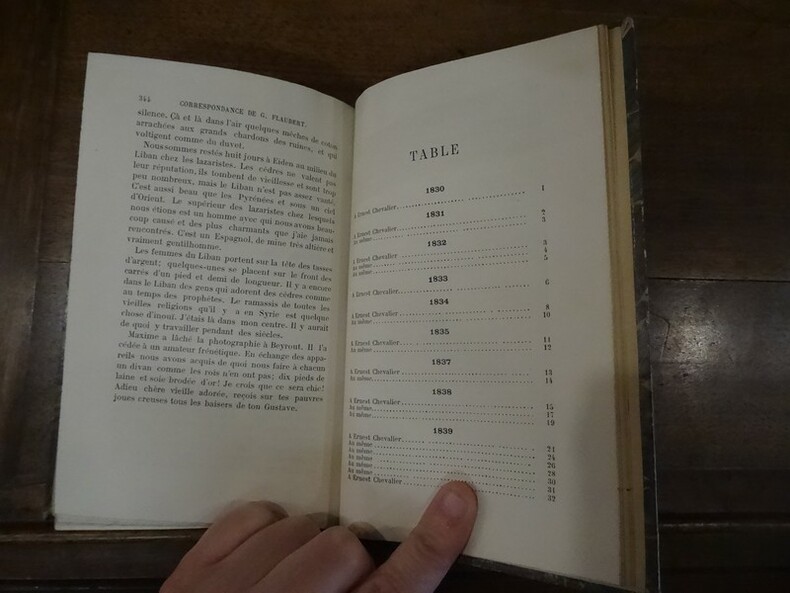 344
CORRESPONDANCE DE G. FLAUBERT.
silence. Çà et là dans l'air quelques mèches de coton
arrachées aux grands chardons des ruines, et qui
voltigent comme du duvet.
Nous sommes restés huit jours à Eiden au milieu du
Liban chez les lazaristes. Les cèdres ne valent pas
leur réputation, ils tombent de vieillesse et sont trop
peu nombreux, mais le Liban n'est pas assez vanté.
C'est aussi beau que les Pyrénées et sous un ciel
d'Orient. Le supérieur des lazaristes chez lesquels
nous étions est un homme avec qui nous avons beau-
coup causé et des plus charmants que j'aie jamais
rencontrés. C'est un Espagnol, de mine très altière et
vraiment gentilhomme.
Les femmes du Liban portent sur la tête des tasses
d'argent; quelques-unes se placent sur le front des
carrés d'un pied et demi de longueur. Il y a encore
dans le Liban des gens qui adorent des cèdres comme
au temps des prophètes. Le ramassis de toutes les
vieilles religions qu'il y a en Syrie est quelque
chose d'inouï. J'étais là dans mon centre. Il y aurait
de quoi y travailler pendant des siècles.
Maxime a lâché la photographie à Beyrout. Il l'a
cédée à un amateur frénétique. En échange des appa-
reils nous avons acquis de quoi nous faire à chacun
un divan comme les rois n'en ont pas; dix pieds de
laine et soie brodée d'or! Je crois que ce sera chic!
Adieu chère vieille adorée, reçois sur tes pauvres
joues creuses tous les baisers de ton Gustave.
TABLE
1830
A Ernest Chevalier. 1
1831
A Ernest Chevalier. 2
Au même. 3
1832
A Ernest Chevalier. 3
Au même. 4
Au même. 5
1833
A Ernest Chevalier. 6
1834
A Ernest Chevalier. 8
Au même. 10
1835
A Ernest Chevalier. 11
Au même. 12
1837
A Ernest Chevalier. 13
Au même. 14
1838
A Ernest Chevalier. 15
Au même. 17
Au même. 19
1839
A Ernest Chevalier. 21
Au même. 24
Au même. 26
Au même. 28
Au même. 30
A Ernest Chevalier. 31
32